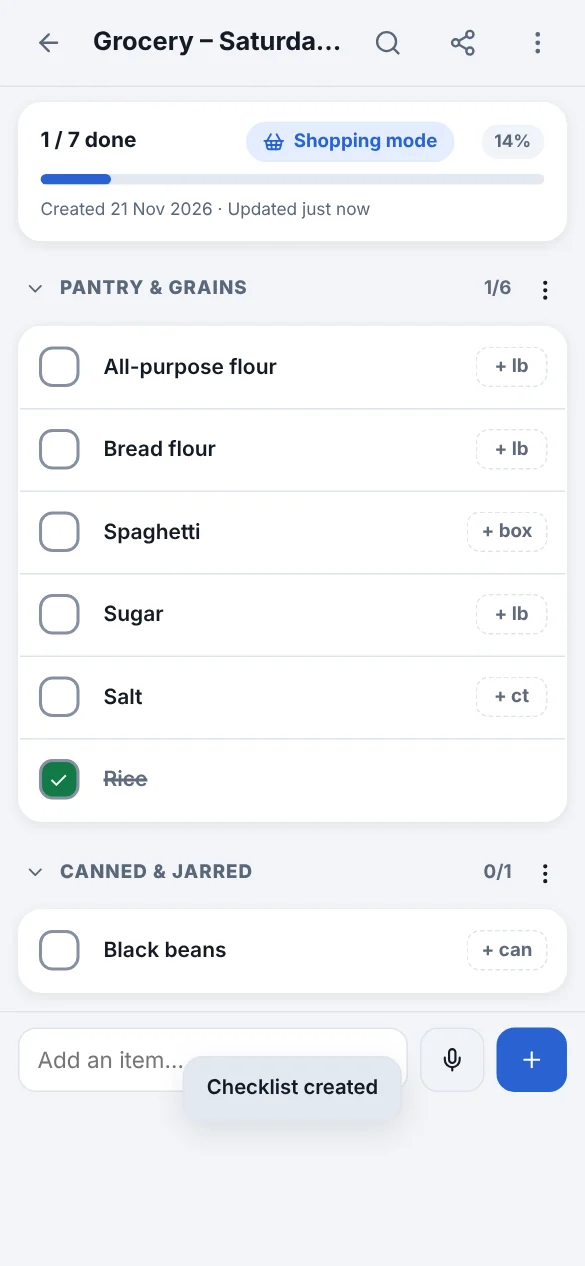 Grocery – Saturda...
1 / 7 done
Shopping mode
14%
Created 21 Nov 2026 · Updated just now
PANTRY & GRAINS
1/6
All-purpose flour
+ lb
Bread flour
+ lb
Spaghetti
+ box
Sugar
+ lb
Salt
+ ct
Rice
CANNED & JARRED
0/1
Black beans
+ can
Add an item...
Checklist created